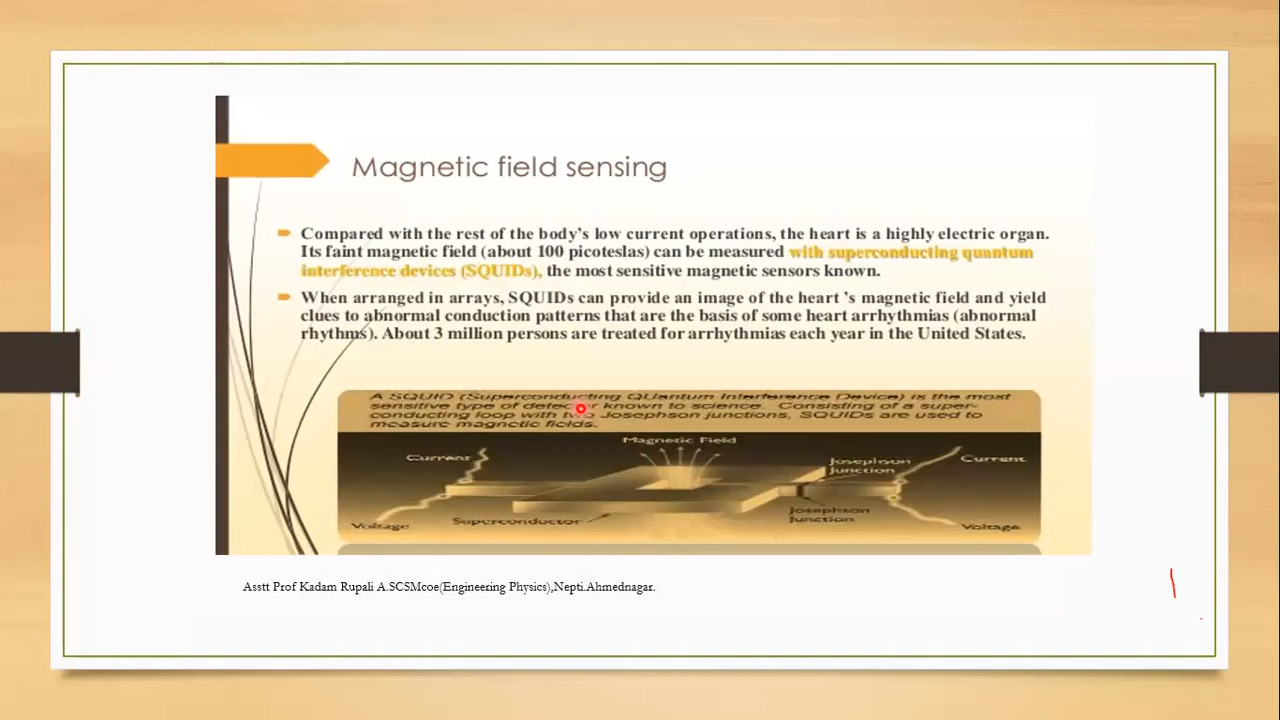 Magnetic field sensing
Compared with the rest of the body's low current operations, the heart is a highly electric organ.
Its faint magnetic field (about 100 picoteslas) can be measured with superconducting quantum
interference devices (SQUIDs), the most sensitive magnetic sensors known.
When arranged in arrays, SQUIDs can provide an image of the heart 's magnetic field and yield
clues to abnormal conduction patterns that are the basis of some heart arrhythmias (abnormal
rhythms). About 3 million persons are treated for arrhythmias each year in the United States.
A SQUID (Superconducting QUantum Interference Device) is the most
sensitive type of detector known to science. Consisting of a super-
conducting loop with two Josephson junctions, SQUIDs are used to
measure magnetic fields.
Magnetic Field
Current
Josephson
Junction
Current
Voltage
Superconductor
Josephson
Junction
Voltage
Asstt Prof Kadam Rupali A.SCSMcoe(Engineering Physics),Nepti.Ahmednagar.